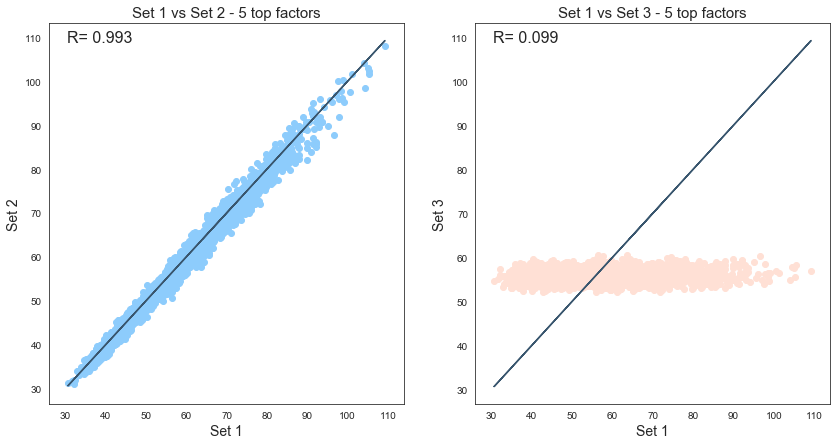 Set 1 vs Set 2 - 5 top factors
R= 0.993
110
100
90
80
70
60
50
40
30
Set 2
30 40 50 60 70 80 90 100 110
Set 1
Set 1 vs Set 3 - 5 top factors
R= 0.099
110
100
90
80
70
60
50
40
30
Set 3
30 40 50 60 70 80 90 100 110
Set 1